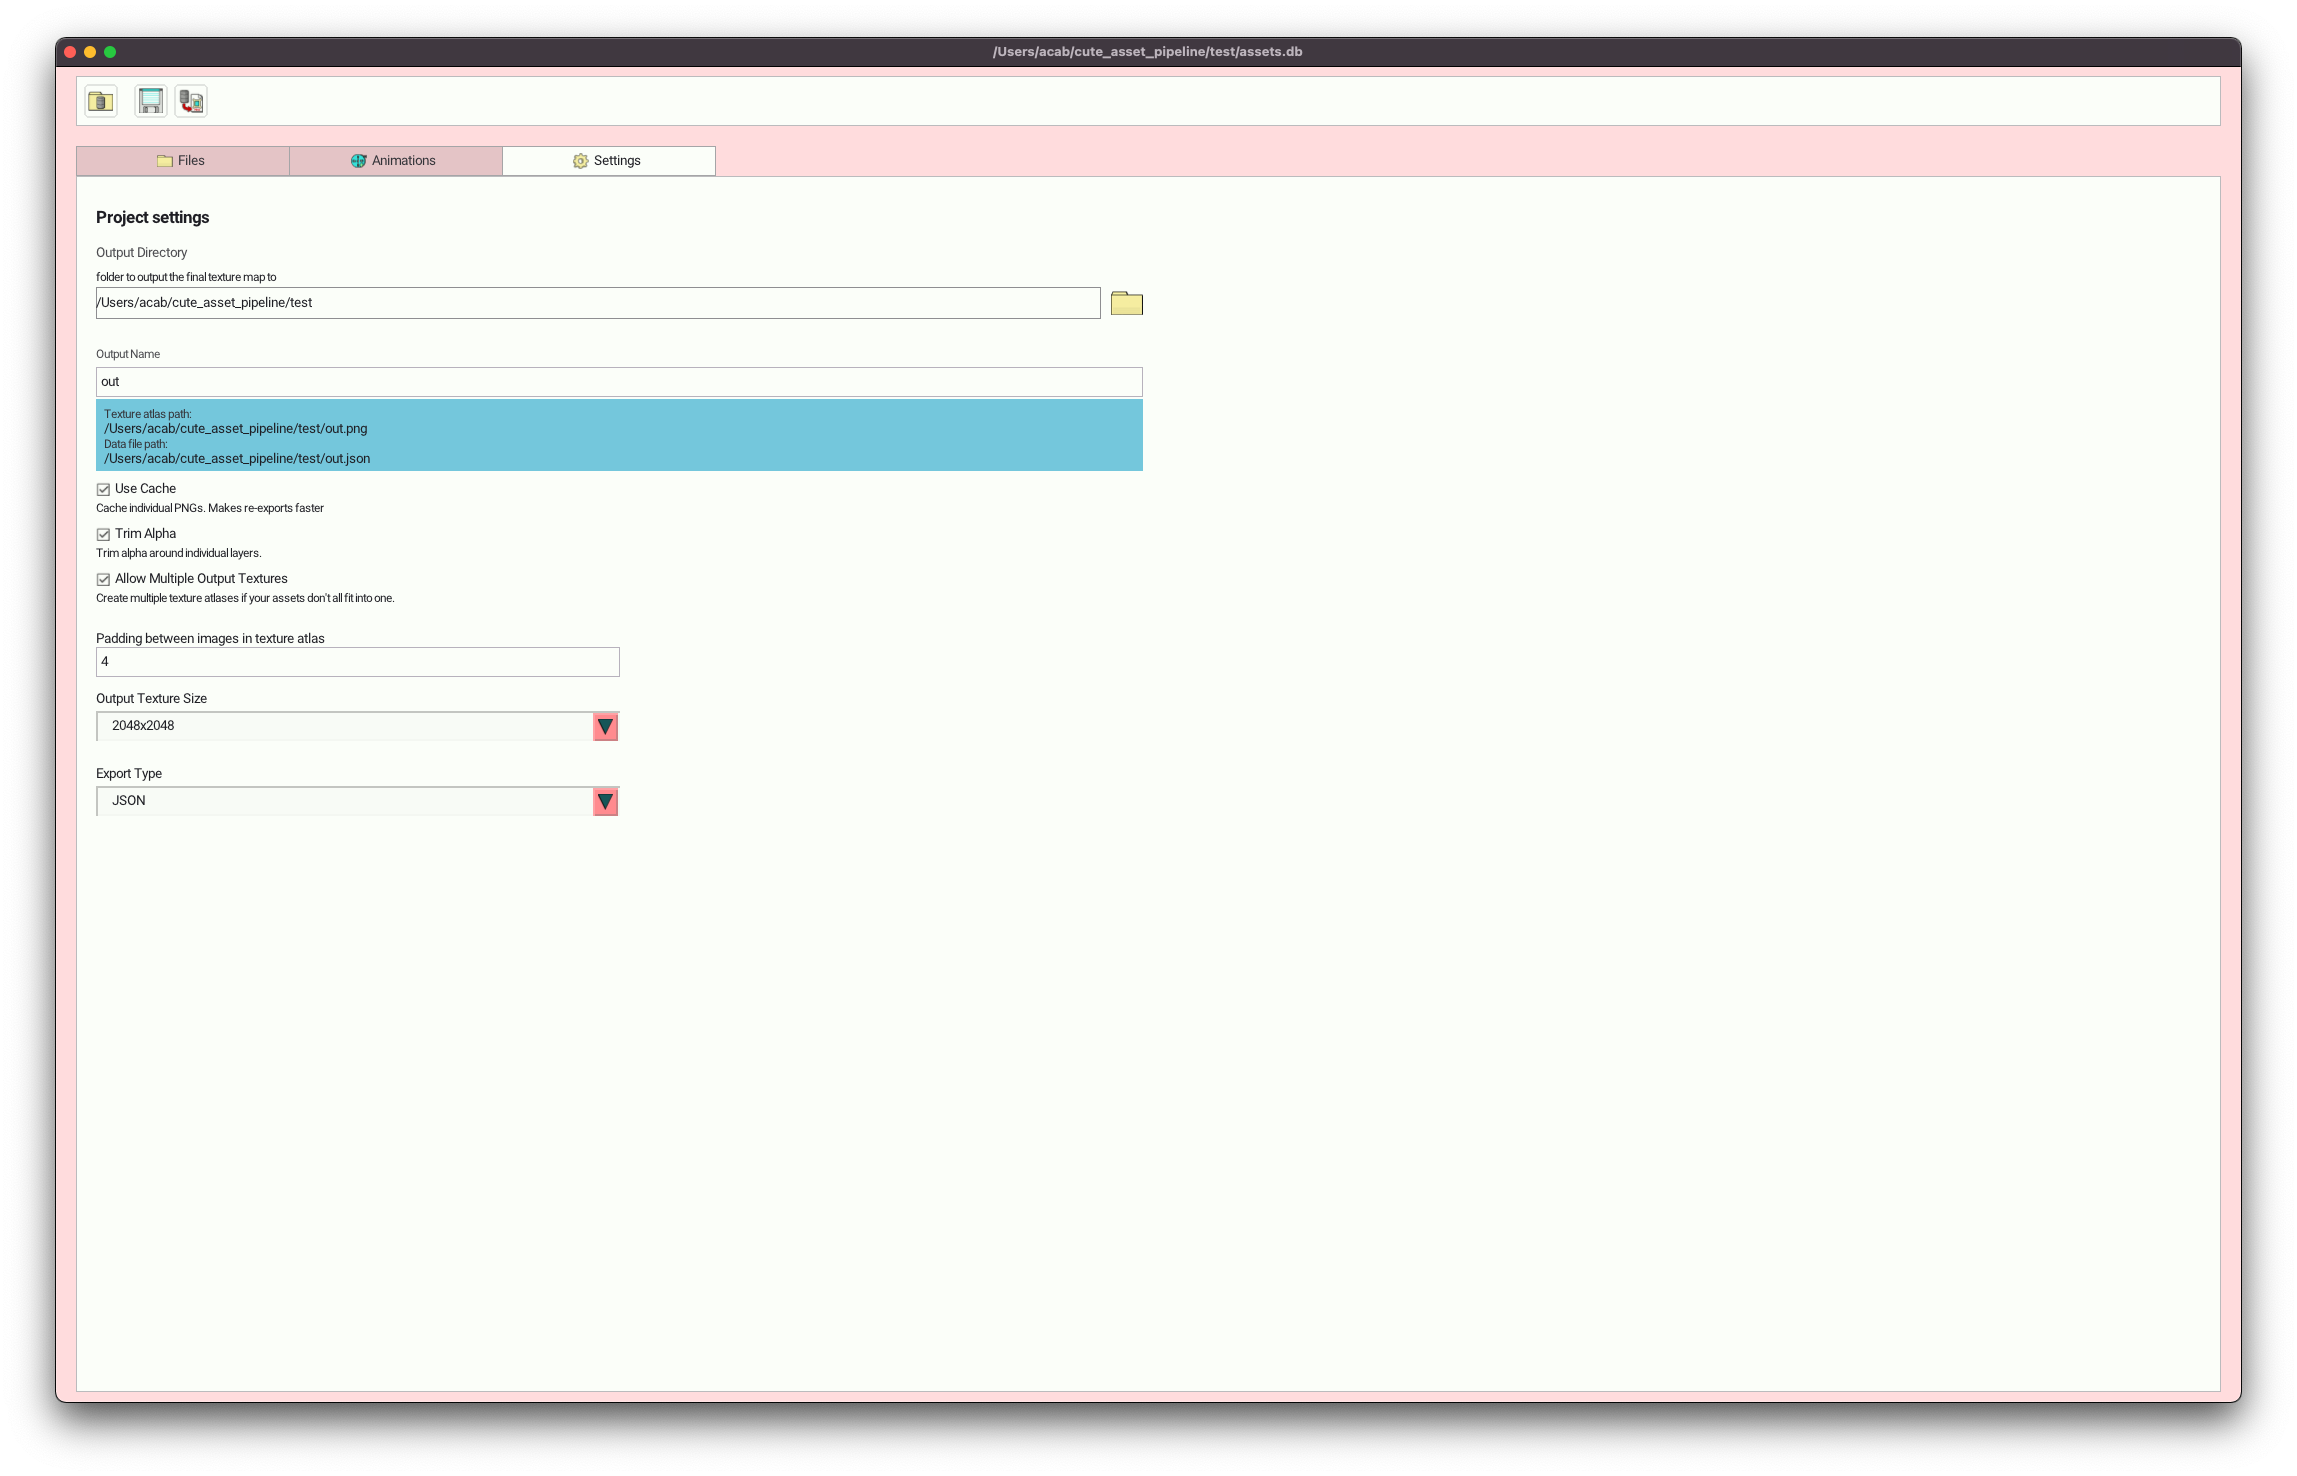 /Users/acab/cute_asset_pipeline/test/assets.db
Files
Animations
Settings
Project settings
Output Directory
folder to output the final texture map to
/Users/acab/cute_asset_pipeline/test
Output Name
out
Texture atlas path:
/Users/acab/cute_asset_pipeline/test/out.png
Data file path:
/Users/acab/cute_asset_pipeline/test/out.json
Use Cache
Cache individual PNGs. Makes re-exports faster
Trim Alpha
Trim alpha around individual layers.
Allow Multiple Output Textures
Create multiple texture atlases if your assets don't all fit into one.
Padding between images in texture atlas
4
Output Texture Size
2048x2048
Export Type
JSON